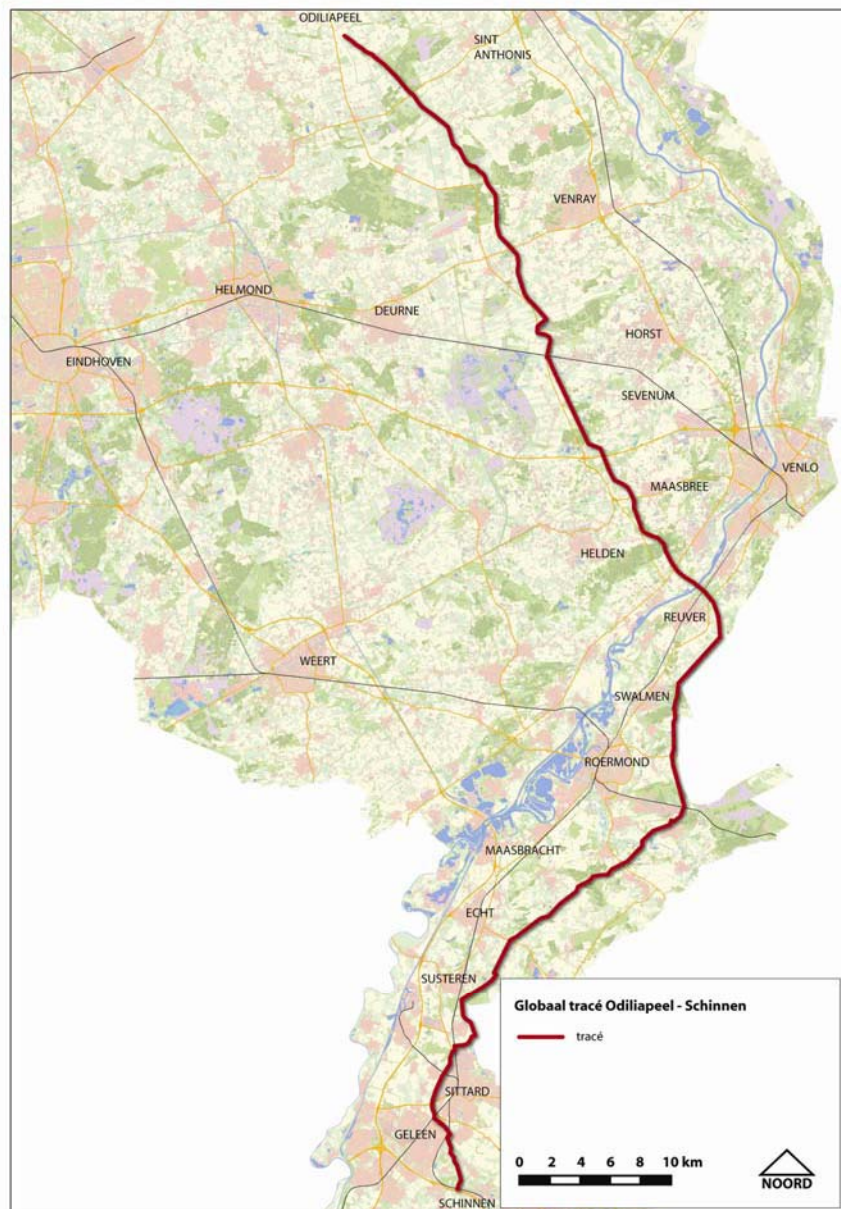 ODILIAPEEL
SINT
ANTHONIS
VENRAY
HELMOND
DEURNE
HORST
EINDHOVEN
SEVENUM
VENLO
MAASBREE
HELDEN
REUVER
WEERT
SWALMEN
ROERMOND
MAASBRACHT
ECHT
SUSTEREN
SITTARD
GELEEN
SCHINNEN
Globaal tracé Odiliapeel - Schinnen
tracé
0 2 4 6 8 10 km
NOORD